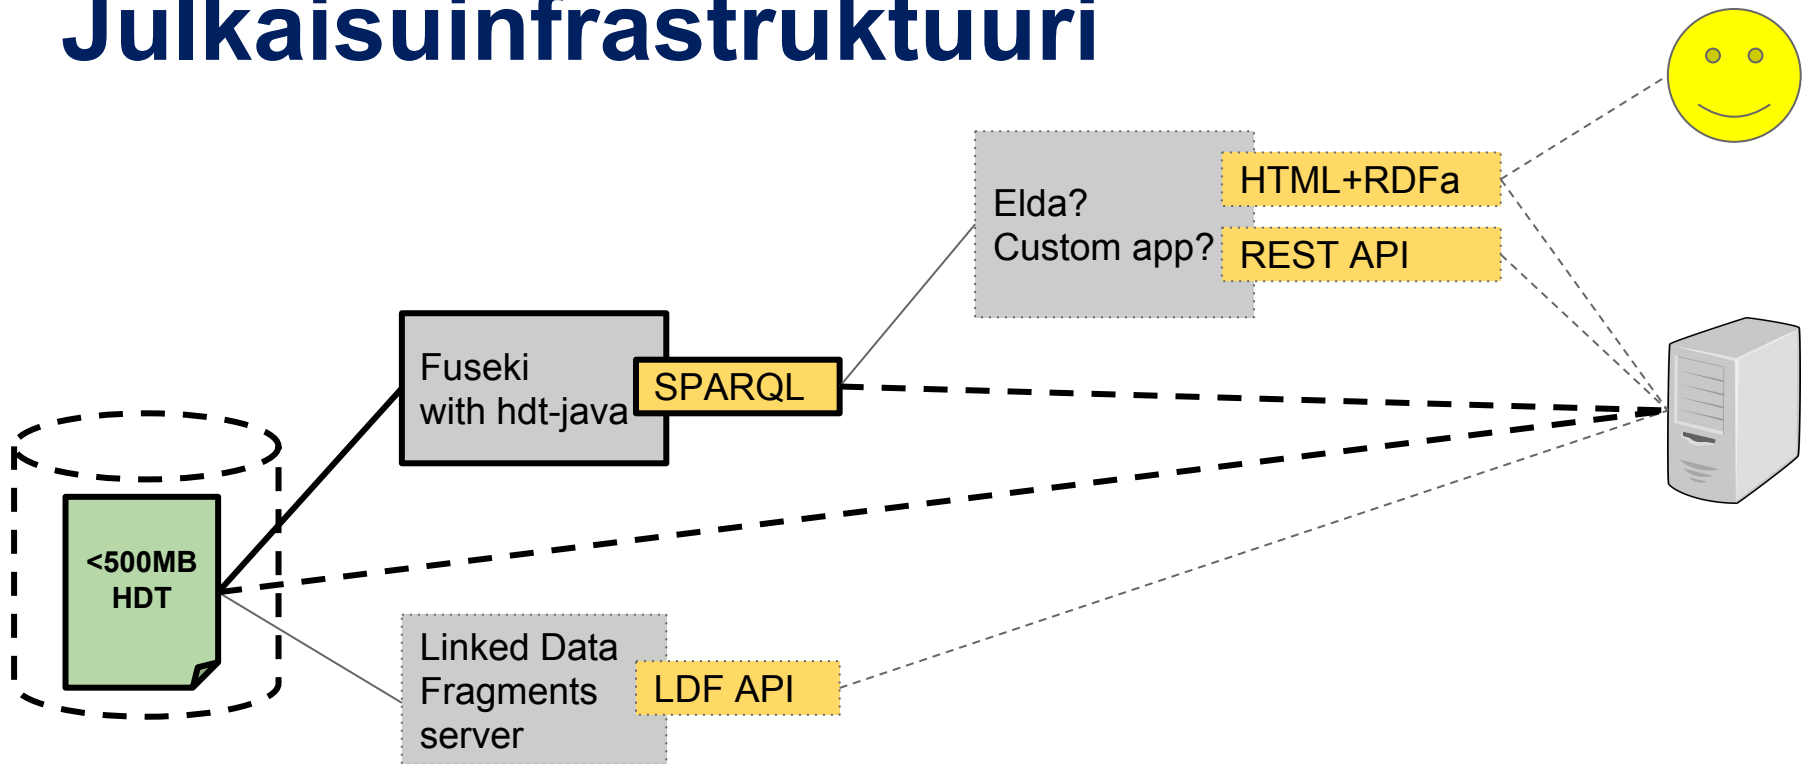 Julkaisuinfrastruktuuri
HTML+RDFa
Elda?
Custom app?
REST API
Fuseki
with hdt-java
SPARQL
<500MB
HDT
Linked Data
Fragments
server
LDF API